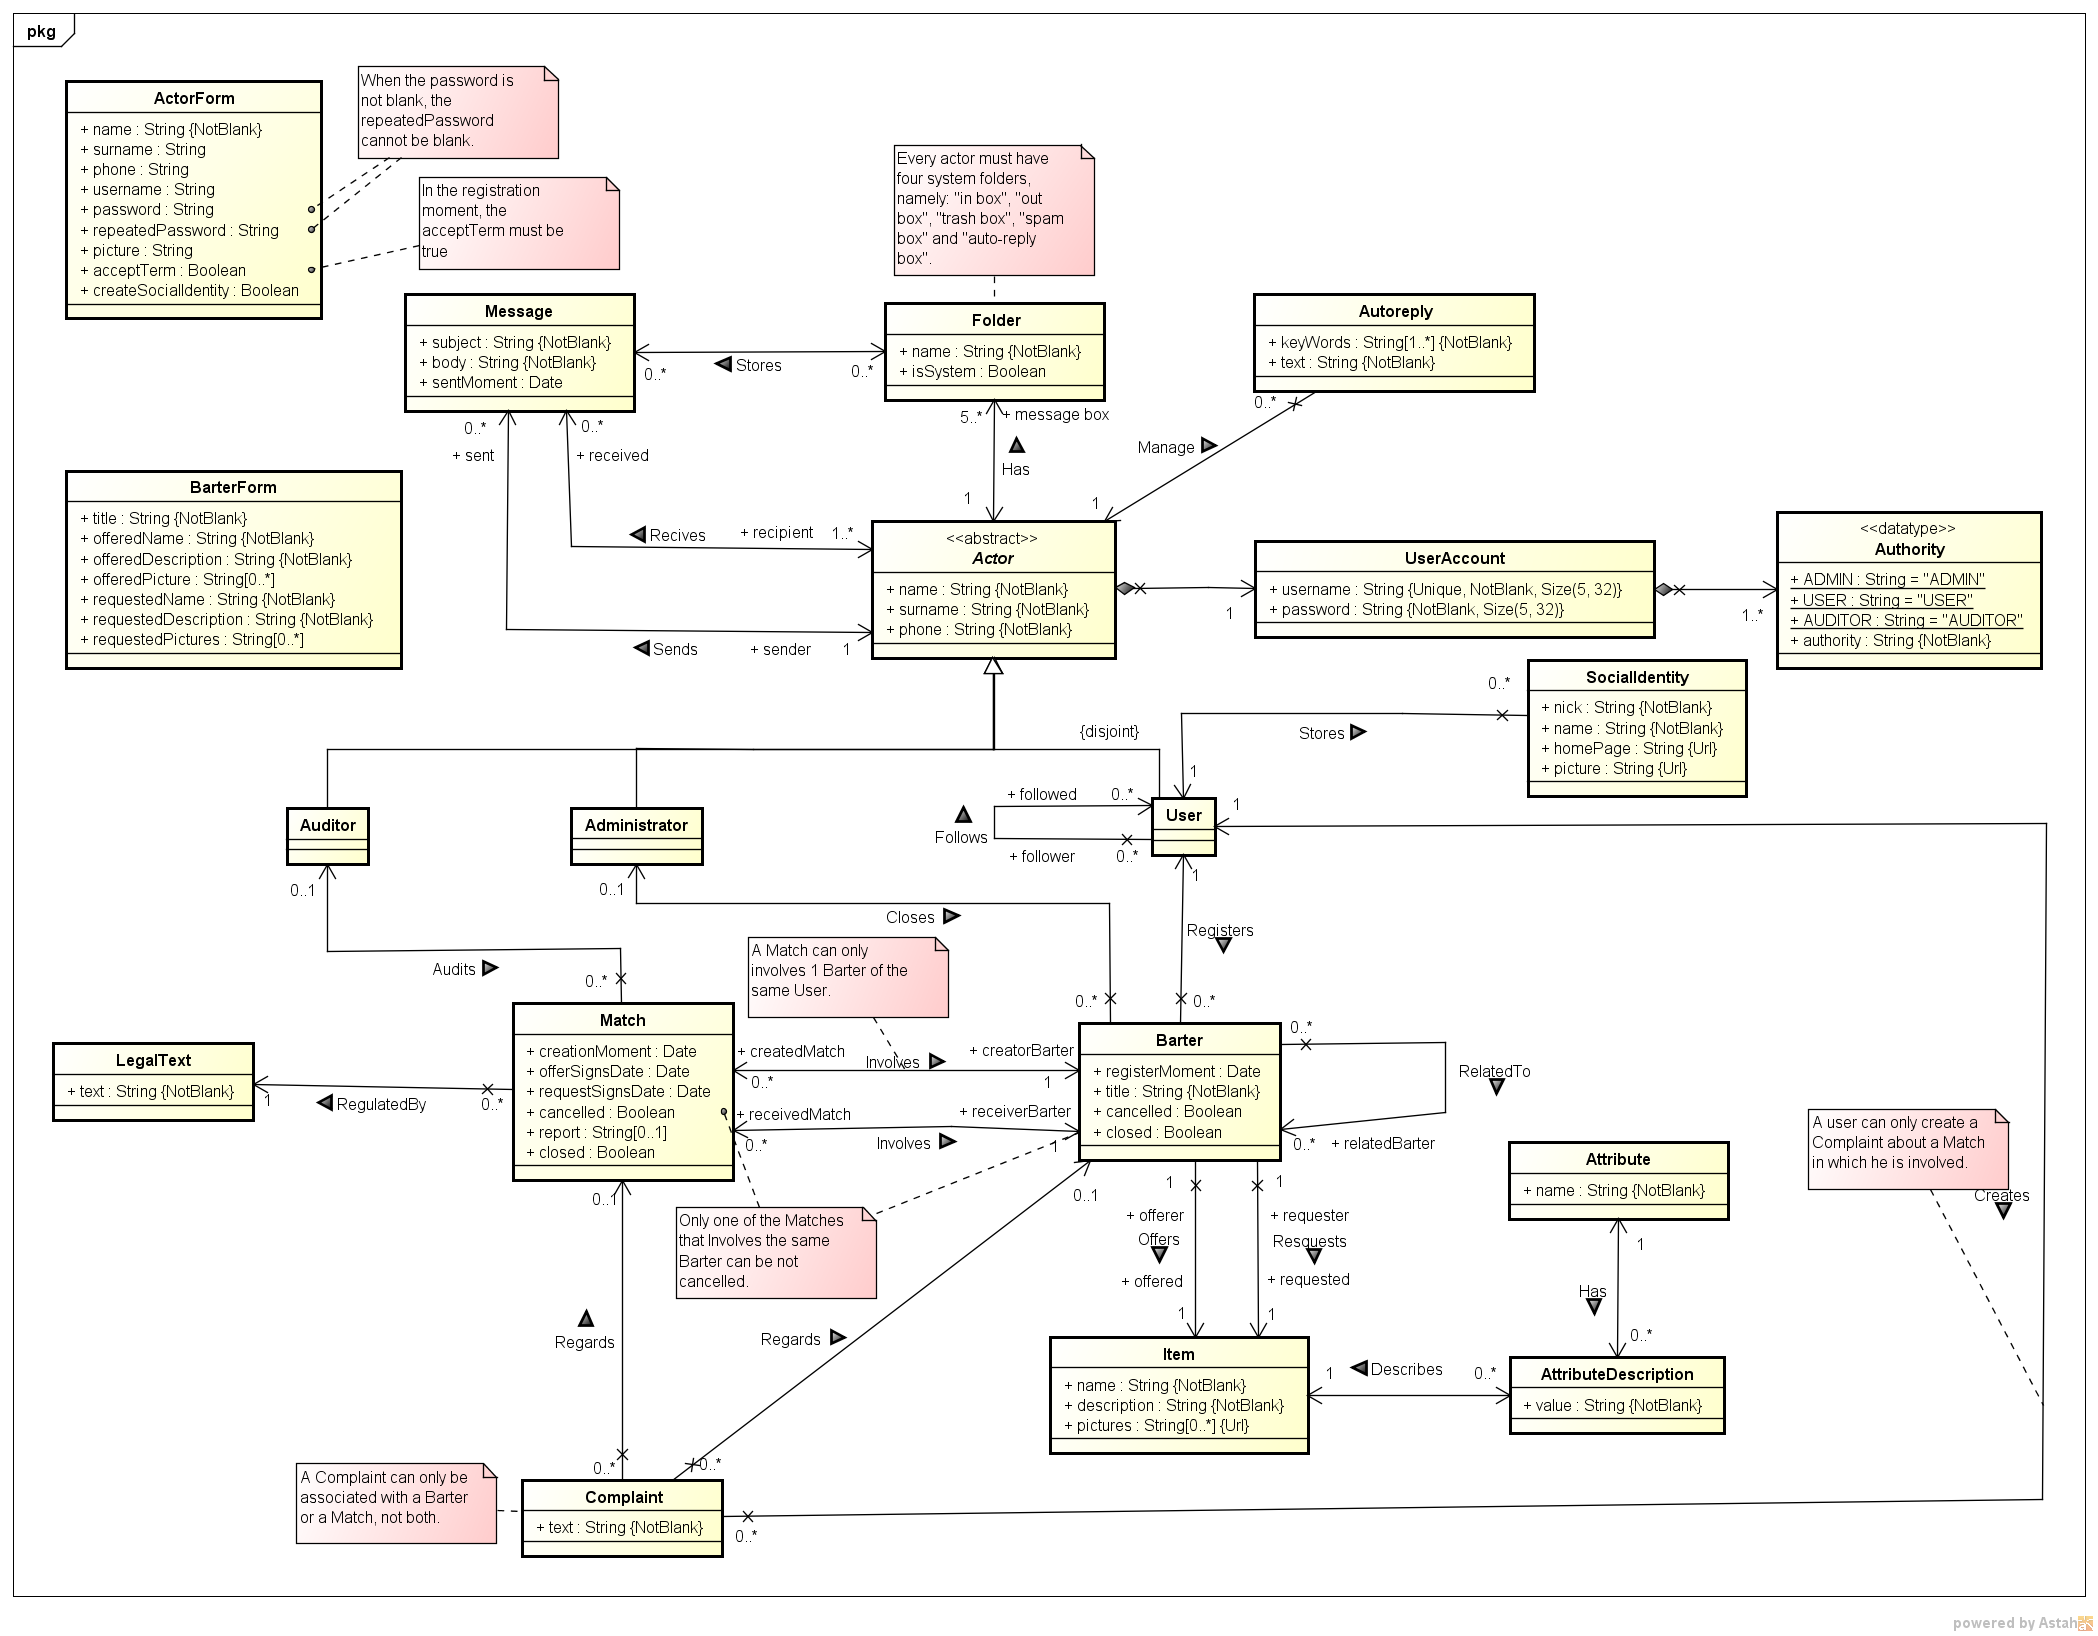 pkg
ActorForm
+ name : String {NotBlank}
+ surname : String
+ phone : String
+ username : String
+ password : String
+ repeatedPassword : String
+ picture : String
+ acceptTerm : Boolean
+ createSocialIdentity : Boolean
When the password is
not blank, the
repeatedPassword
cannot be blank.
In the registration
moment, the
acceptTerm must be
true
Every actor must have
four system folders,
namely: "in box", "out
box", "trash box", "spam
box" and "auto-reply
box".
Message
+ subject : String {NotBlank}
+ body : String {NotBlank}
+ sentMoment : Date
0..*
Stores
0..*
Folder
+ name : String {NotBlank}
+ isSystem : Boolean
Autoreply
+ keyWords : String[1..*] {NotBlank}
+ text : String {NotBlank}
0..*
+ sent
0..*
+ received
5..*
+ message box
Has
1
0..*
Manage
1
BarterForm
+ title : String {NotBlank}
+ offeredName : String {NotBlank}
+ offeredDescription : String {NotBlank}
+ offeredPicture : String[0..*]
+ requestedName : String {NotBlank}
+ requestedDescription : String {NotBlank}
+ requestedPictures : String[0..*]
Recives
+ recipient
1..*
Sends
+ sender
1
<<abstract>>
Actor
+ name : String {NotBlank}
+ surname : String {NotBlank}
+ phone : String {NotBlank}
1
UserAccount
+ username : String {Unique, NotBlank, Size(5, 32)}
+ password : String {NotBlank, Size(5, 32)}
1..*
<<datatype>>
Authority
+ ADMIN : String = "ADMIN"
+ USER : String = "USER"
+ AUDITOR : String = "AUDITOR"
+ authority : String {NotBlank}
SocialIdentity
+ nick : String {NotBlank}
+ name : String {NotBlank}
+ homePage : String {Url}
+ picture : String {Url}
0..*
Stores
1
{disjoint}
Auditor
Administrator
User
+ followed
0..*
Follows
+ follower
0..*
1
0..1
0..1
1
Closes
Registers
Audits
0..*
A Match can only
involves 1 Barter of the
same User.
0..*
0..*
Match
+ creationMoment : Date
+ offerSignsDate : Date
+ requestSignsDate : Date
+ cancelled : Boolean
+ report : String[0..1]
+ closed : Boolean
LegalText
+ text : String {NotBlank}
1
RegulatedBy
0..*
+ createdMatch
0..*
Involves
+ creatorBarter
1
+ receivedMatch
0..*
Involves
+ receiverBarter
1
Barter
+ registerMoment : Date
+ title : String {NotBlank}
+ cancelled : Boolean
+ closed : Boolean
0..*
RelatedTo
0..*
+ relatedBarter
A user can only create a
Complaint about a Match
in which he is involved.
Creates
Attribute
+ name : String {NotBlank}
1
Has
0..*
0..1
0..1
Only one of the Matches
that Involves the same
Barter can be not
cancelled.
1
+ offerer
Offers
+ offered
1
1
+ requester
Resquests
+ requested
1
Regards
Regards
Item
+ name : String {NotBlank}
+ description : String {NotBlank}
+ pictures : String[0..*] {Url}
1
Describes
0..*
AttributeDescription
+ value : String {NotBlank}
0..*
0..*
A Complaint can only be
associated with a Barter
or a Match, not both.
Complaint
+ text : String {NotBlank}
0..*
powered by Astah